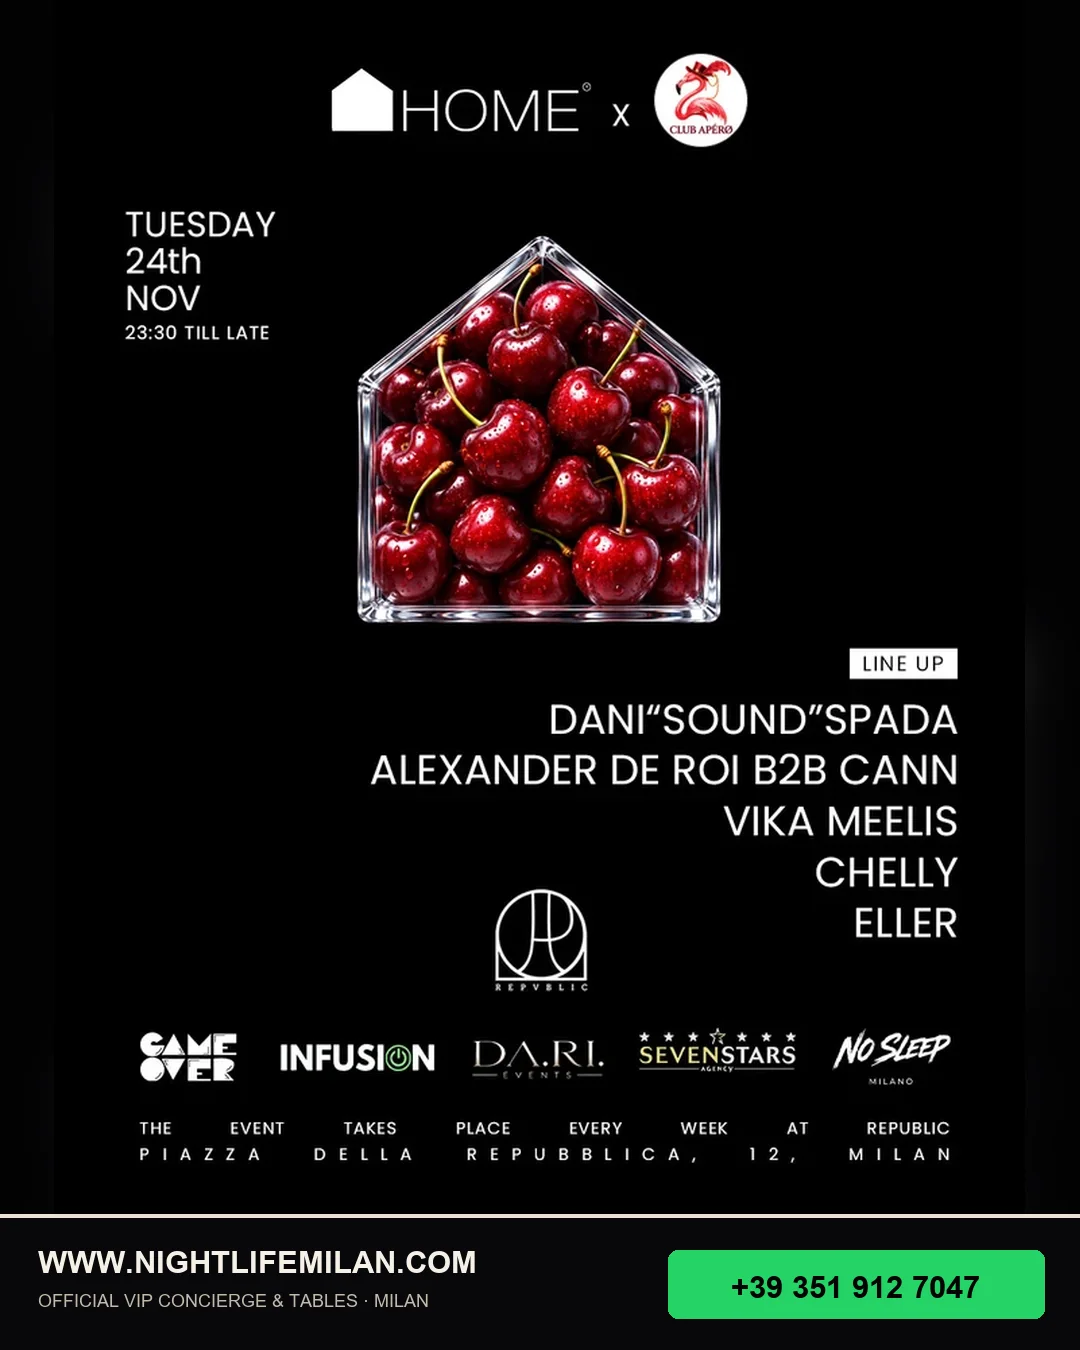 HOME
x
CLUB APÉRØ
TUESDAY
24th
NOV
23:30 TILL LATE
LINE UP
DANI“SOUND”SPADA
ALEXANDER DE ROI B2B CANN
VIKA MEELIS
CHELLY
ELLER
REPVBLIC
GAME OVER
INFUSION
DA.RI.
EVENTS
SEVENSTARS
AGENCY
NO SLEEP
MILANO
THE EVENT TAKES PLACE EVERY WEEK AT REPUBLIC
PIAZZA DELLA REPUBBLICA, 12, MILAN
WWW.NIGHTLIFEMILAN.COM
OFFICIAL VIP CONCIERGE & TABLES · MILAN
+39 351 912 7047